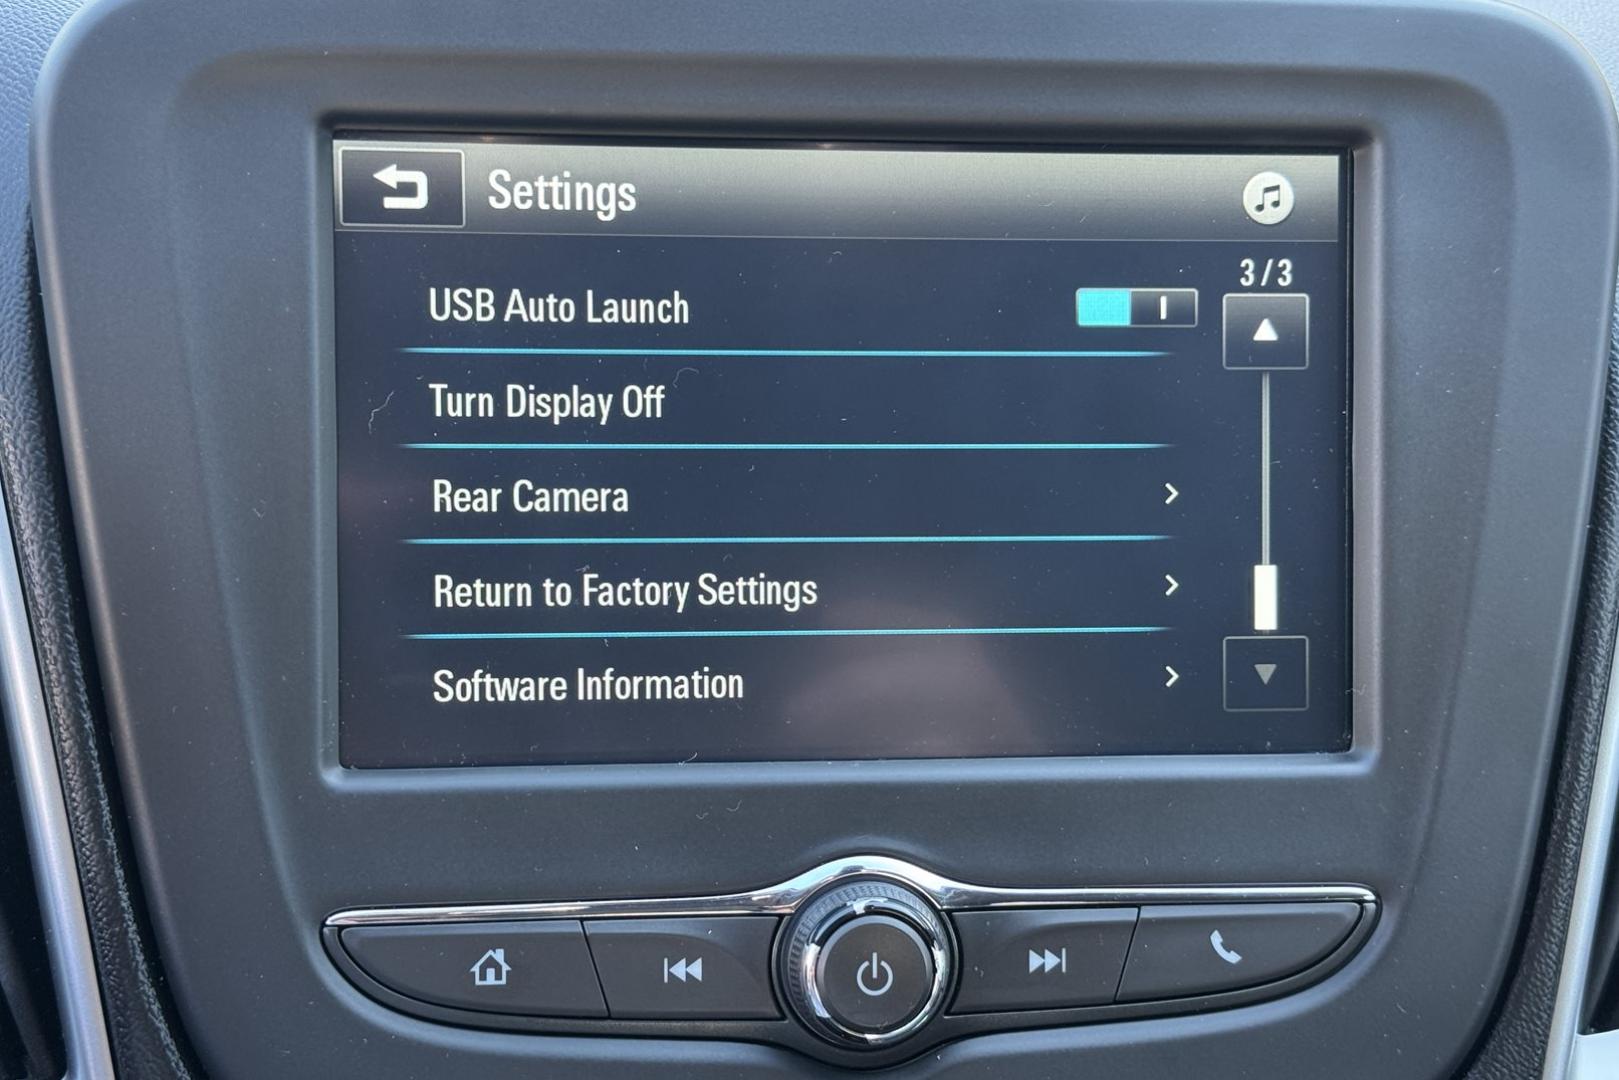 Settings
3/3
USB Auto Launch
Turn Display Off
Rear Camera
Return to Factory Settings
Software Information